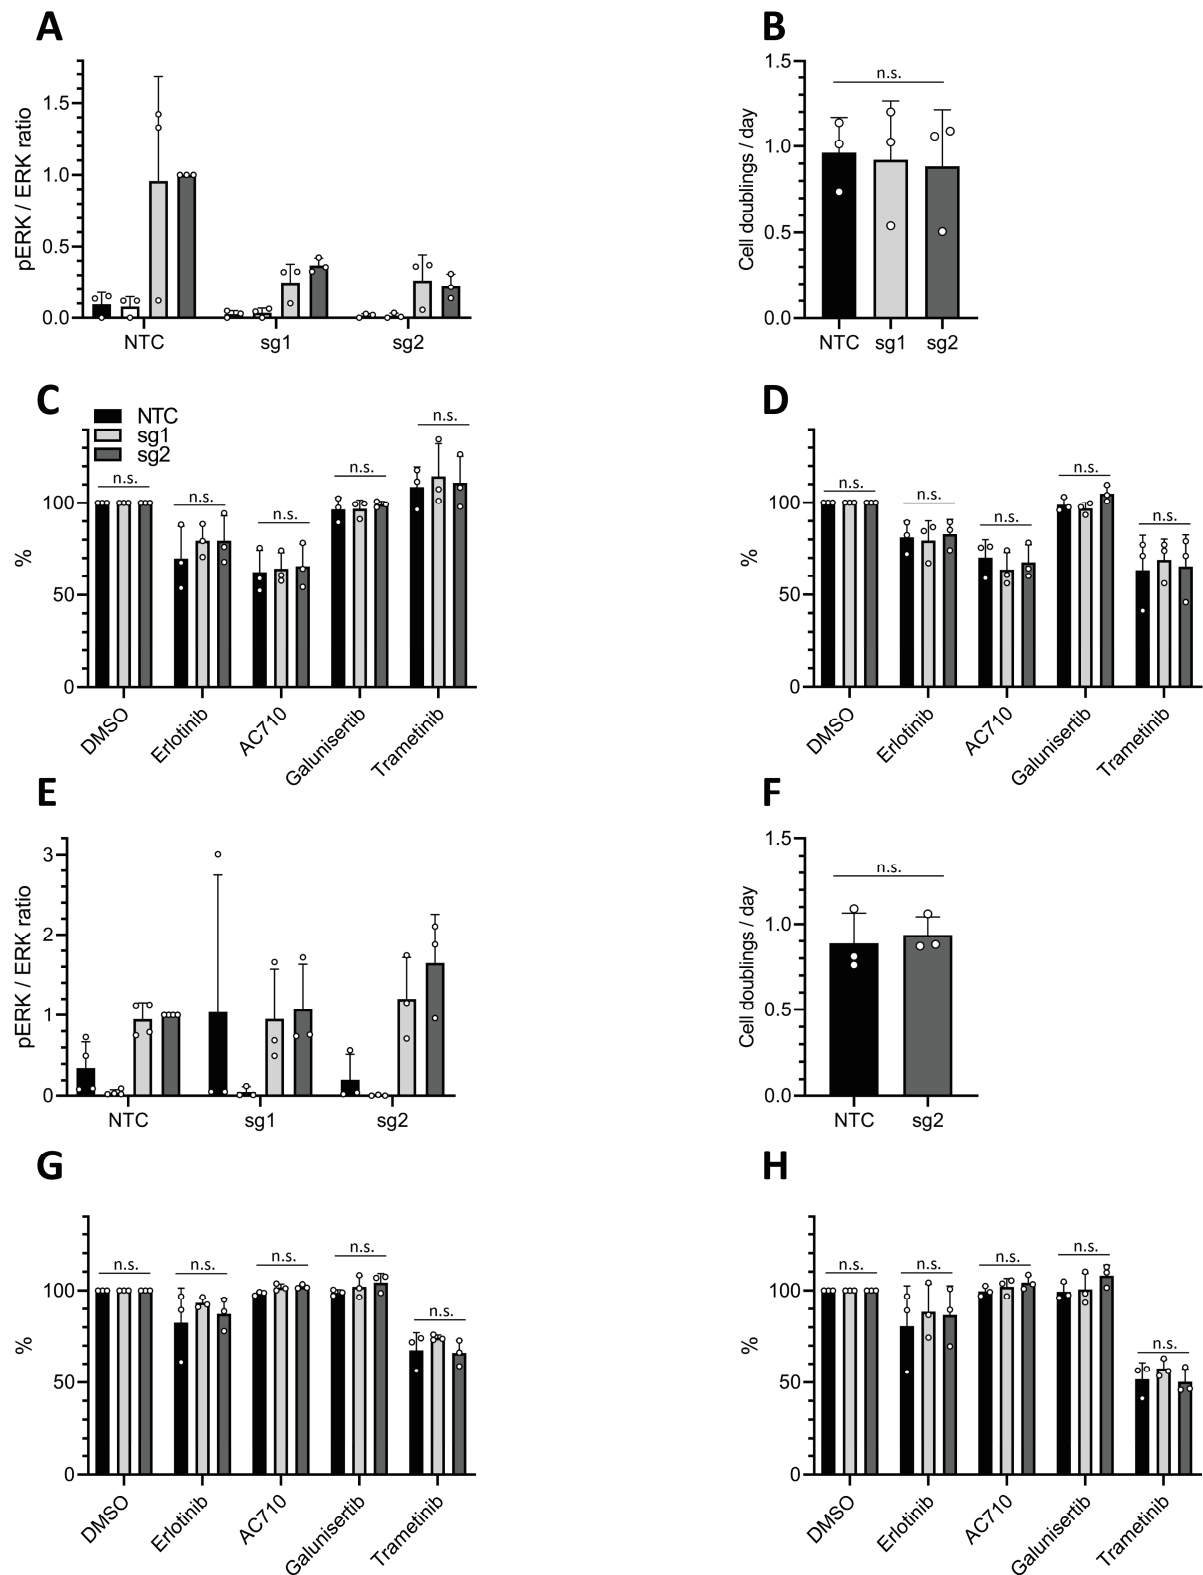 A
pERK / ERK ratio
1.5
1.0
0.5
0.0
NTC
sg1
sg2
B
Cell doublings / day
1.5
1.0
0.5
0.0
n.s.
NTC
sg1
sg2
C
NTC
sg1
sg2
%
100
50
0
n.s.
n.s.
n.s.
n.s.
n.s.
DMSO
Erlotinib
AC710
Galunisertib
Trametinib
D
%
100
50
0
n.s.
n.s.
n.s.
n.s.
n.s.
DMSO
Erlotinib
AC710
Galunisertib
Trametinib
E
pERK / ERK ratio
3
2
1
0
NTC
sg1
sg2
F
Cell doublings / day
1.5
1.0
0.5
0.0
n.s.
NTC
sg2
G
%
100
50
0
n.s.
n.s.
n.s.
n.s.
n.s.
DMSO
Erlotinib
AC710
Galunisertib
Trametinib
H
%
100
50
0
n.s.
n.s.
n.s.
n.s.
n.s.
DMSO
Erlotinib
AC710
Galunisertib
Trametinib